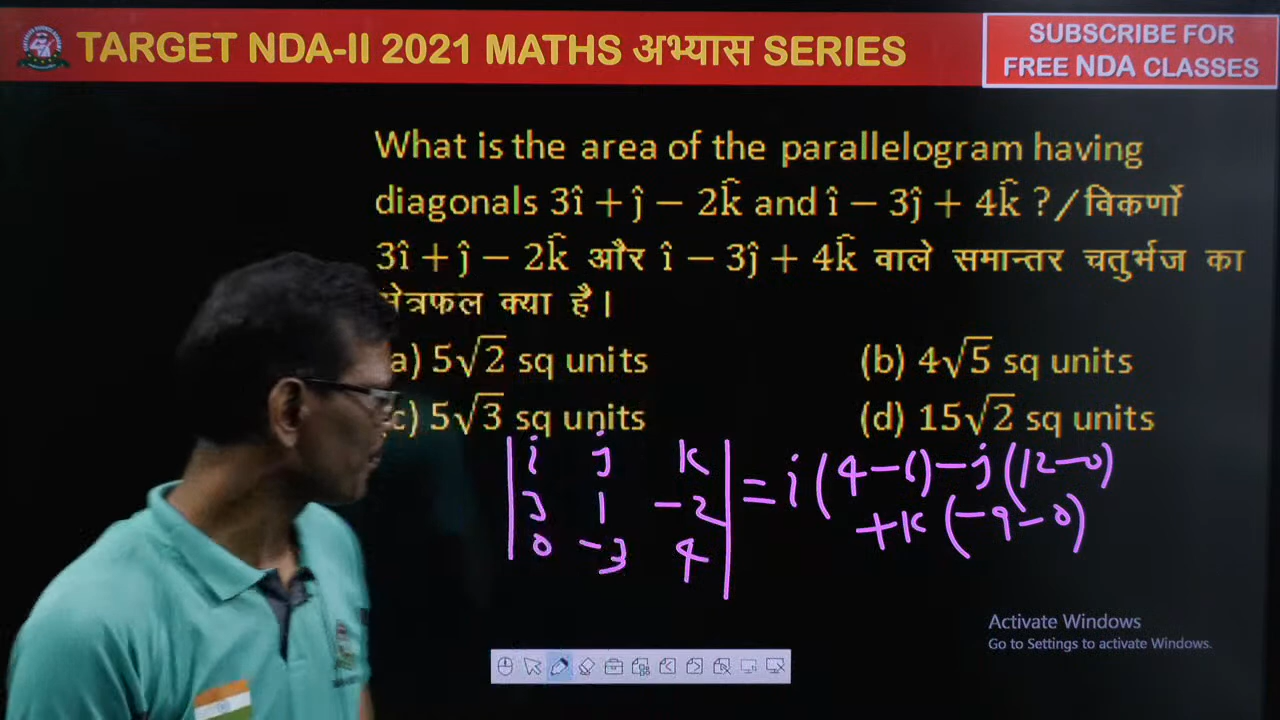 TARGET NDA-II 2021 MATHS अभ्यास SERIES
SUBSCRIBE FOR
FREE NDA CLASSES
What is the area of the parallelogram having
diagonals 3î + ĵ − 2k̂ and î − 3ĵ + 4k̂ ?/विकर्णो
3î + ĵ − 2k̂ और î − 3ĵ + 4k̂ वाले समान्तर चतुर्भज का
क्षेत्रफल क्या है।
a) 5√2 sq units
(b) 4√5 sq units
c) 5√3 sq units
(d) 15√2 sq units
| i j k | = i(4−6)−j(12−0)
| 3 1 −2 | +k(−9−0)
| 0 −3 4 |
Activate Windows
Go to Settings to activate Windows.